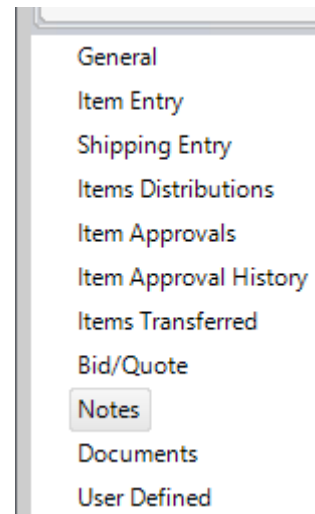 General
Item Entry
Shipping Entry
Items Distributions
Item Approvals
Item Approval History
Items Transferred
Bid/Quote
Notes
Documents
User Defined